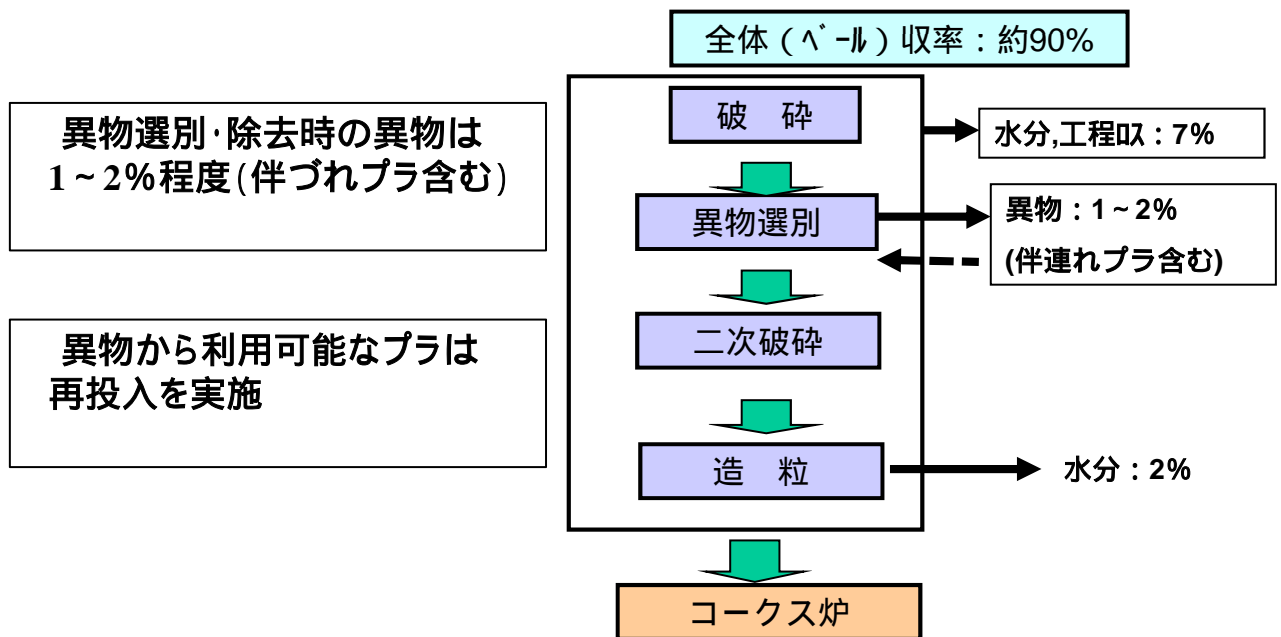 全体（ﾍﾞｰﾙ）収率：約90%
異物選別･除去時の異物は
1~2%程度(伴づれプラ含む)
異物から利用可能なプラは
再投入を実施
破　砕
異物選別
二次破砕
造　粒
コークス炉
水分,工程ﾛｽ：7%
異物：1~2%
(伴連れプラ含む)
水分：2%